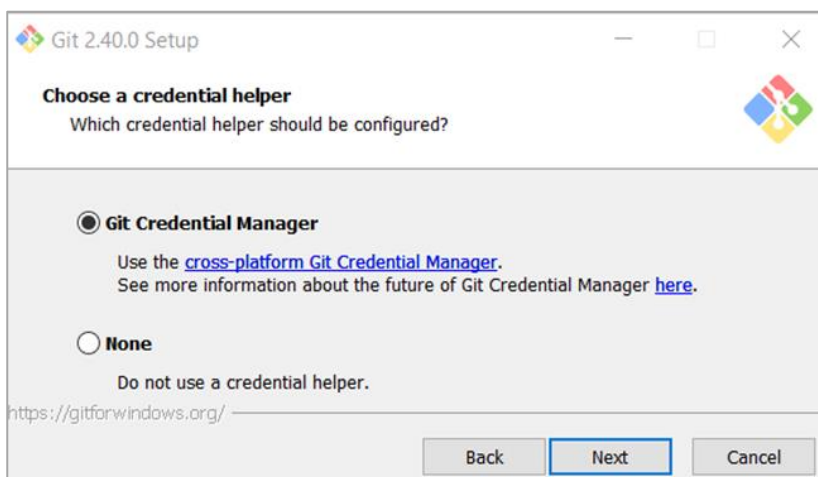 Git 2.40.0 Setup
Choose a credential helper
Which credential helper should be configured?
Git Credential Manager
Use the cross-platform Git Credential Manager.
See more information about the future of Git Credential Manager here.
None
Do not use a credential helper.
https://gitforwindows.org/
Back Next Cancel